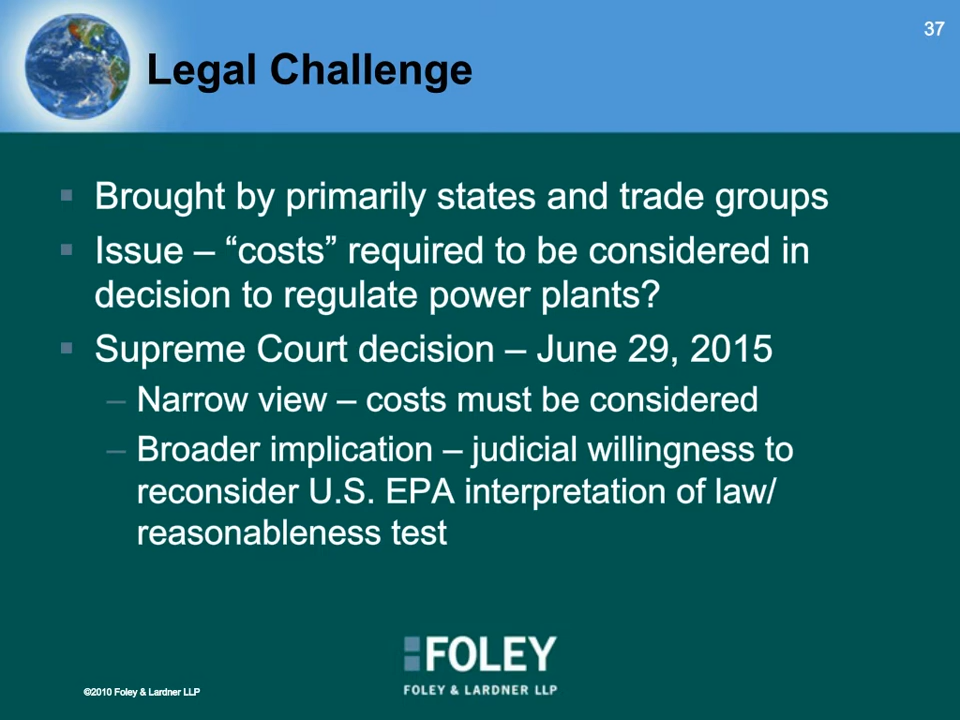 37
Legal Challenge
▪ Brought by primarily states and trade groups
▪ Issue – “costs” required to be considered in
decision to regulate power plants?
▪ Supreme Court decision – June 29, 2015
– Narrow view – costs must be considered
– Broader implication – judicial willingness to
reconsider U.S. EPA interpretation of law/
reasonableness test
FOLEY
FOLEY & LARDNER LLP
©2010 Foley & Lardner LLP